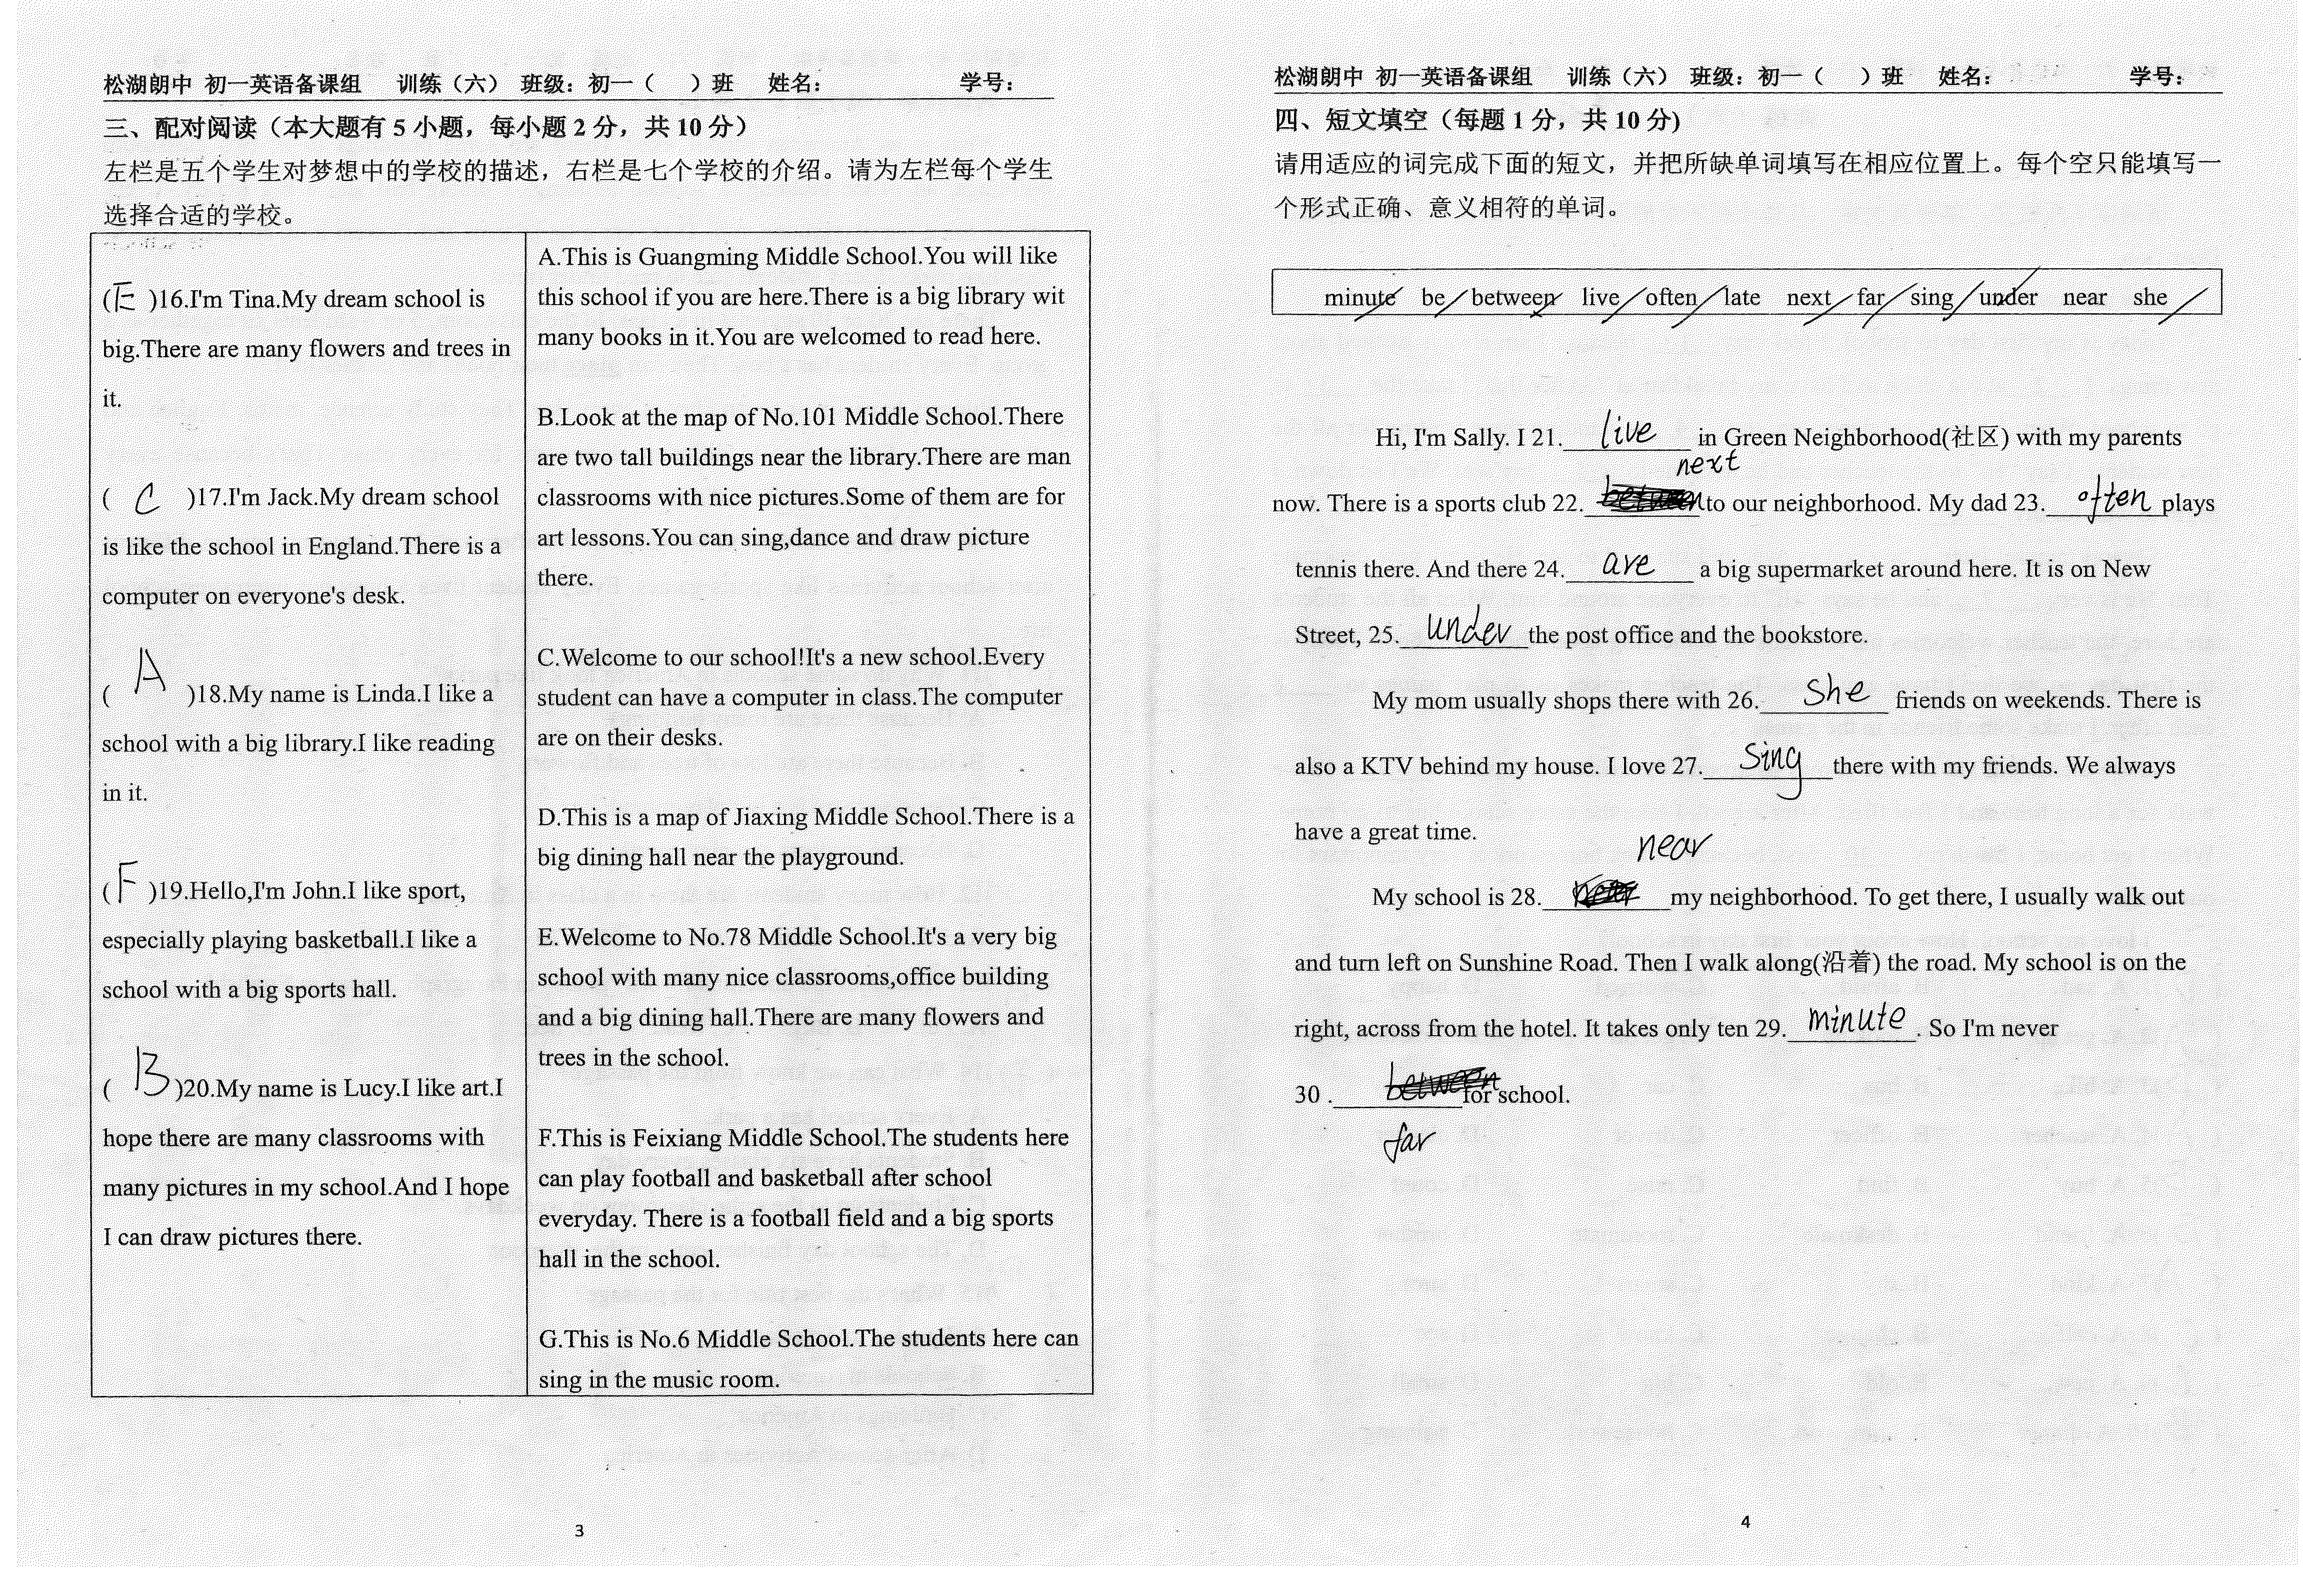 松湖朗中 初一英语备课组 训练（六） 班级：初一（ ）班 姓名： 学号：
三、配对阅读（本大题有 5 小题，每小题 2 分，共 10 分）
左栏是五个学生对梦想中的学校的描述，右栏是七个学校的介绍。请为左栏每个学生
选择合适的学校。
(E )16.I'm Tina.My dream school is
big.There are many flowers and trees in
it.
( C )17.I'm Jack.My dream school
is like the school in England.There is a
computer on everyone's desk.
( A )18.My name is Linda.I like a
school with a big library.I like reading
in it.
(F )19.Hello,I'm John.I like sport,
especially playing basketball.I like a
school with a big sports hall.
( B )20.My name is Lucy.I like art.I
hope there are many classrooms with
many pictures in my school.And I hope
I can draw pictures there.
A.This is Guangming Middle School.You will like
this school if you are here.There is a big library wit
many books in it.You are welcomed to read here.
B.Look at the map of No.101 Middle School.There
are two tall buildings near the library.There are man
classrooms with nice pictures.Some of them are for
art lessons.You can sing,dance and draw picture
there.
C.Welcome to our school!It's a new school.Every
student can have a computer in class.The computer
are on their desks.
D.This is a map of Jiaxing Middle School.There is a
big dining hall near the playground.
E.Welcome to No.78 Middle School.It's a very big
school with many nice classrooms,office building
and a big dining hall.There are many flowers and
trees in the school.
F.This is Feixiang Middle School.The students here
can play football and basketball after school
everyday. There is a football field and a big sports
hall in the school.
G.This is No.6 Middle School.The students here can
sing in the music room.
3
松湖朗中 初一英语备课组 训练（六） 班级：初一（ ）班 姓名： 学号：
四、短文填空（每题 1 分，共 10 分)
请用适应的词完成下面的短文，并把所缺单词填写在相应位置上。每个空只能填写一
个形式正确、意义相符的单词。
minute be between live often late next far sing under near she
Hi, I'm Sally. I 21. live in Green Neighborhood(社区) with my parents
next
now. There is a sports club 22. between to our neighborhood. My dad 23. often plays
tennis there. And there 24. are a big supermarket around here. It is on New
Street, 25. under the post office and the bookstore.
My mom usually shops there with 26. she friends on weekends. There is
also a KTV behind my house. I love 27. sing there with my friends. We always
have a great time.
near
My school is 28. near my neighborhood. To get there, I usually walk out
and turn left on Sunshine Road. Then I walk along(沿着) the road. My school is on the
right, across from the hotel. It takes only ten 29. minute . So I'm never
30 . between for school.
far
4